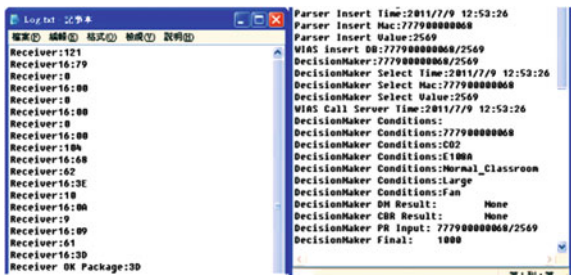 Log.txt - 記事本
檔案(F) 編輯(E) 格式(O) 檢視(V) 說明(H)
Receiver:121
Receiver16:79
Receiver:0
Receiver16:00
Receiver:0
Receiver16:00
Receiver:0
Receiver16:00
Receiver:104
Receiver16:68
Receiver:62
Receiver16:3E
Receiver:10
Receiver16:0A
Receiver:9
Receiver16:09
Receiver:61
Receiver16:3D
Receiver OK Package:3D
Parser Insert Time:2011/7/9 12:53:26
Parser Insert Mac:777900000068
Parser Insert Value:2569
WIAS insert DB:777900000068/2569
DecisionMaker:777900000068/2569
DecisionMaker Select Time:2011/7/9 12:53:26
DecisionMaker Select Mac:777900000068
DecisionMaker Select Value:2569
WIAS Call Server Time:2011/7/9 12:53:26
DecisionMaker Conditions:
DecisionMaker Conditions:777900000068
DecisionMaker Conditions:CO2
DecisionMaker Conditions:E108A
DecisionMaker Conditions:Normal_Classroom
DecisionMaker Conditions:Large
DecisionMaker Conditions:Fan
DecisionMaker DM Result: None
DecisionMaker CBR Result: None
DecisionMaker PR Input: 777900000068/2569
DecisionMaker Final: 1000